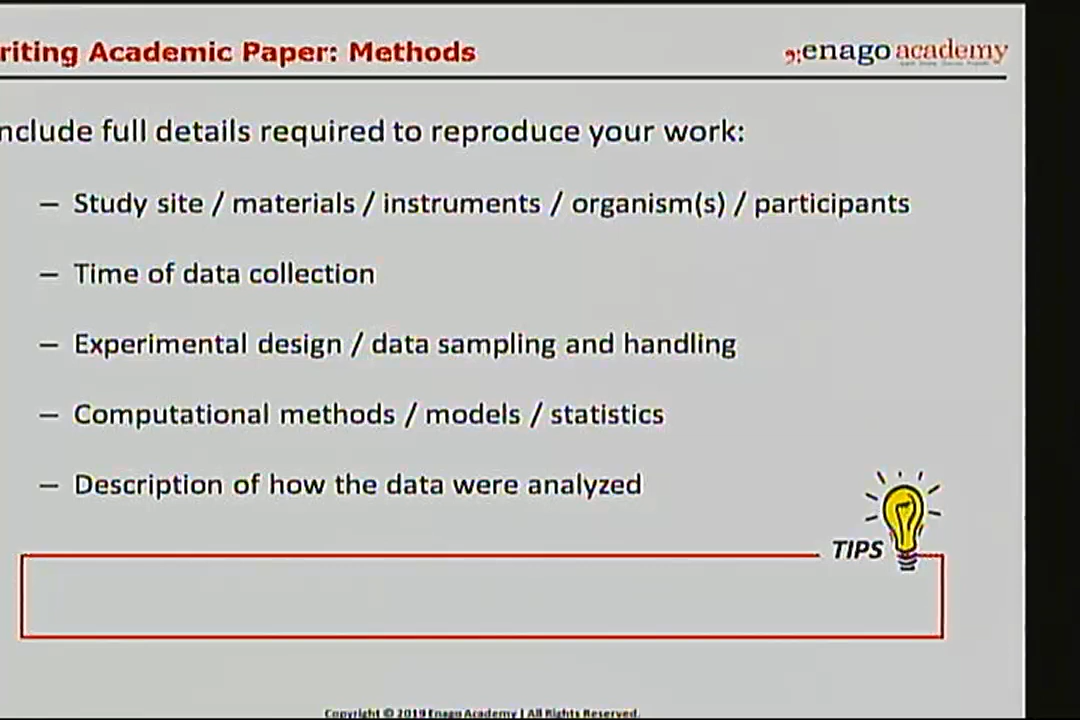 riting Academic Paper: Methods
enago academy
nclude full details required to reproduce your work:
– Study site / materials / instruments / organism(s) / participants
– Time of data collection
– Experimental design / data sampling and handling
– Computational methods / models / statistics
– Description of how the data were analyzed
TIPS
Copyright © 2019 Enago Academy | All Rights Reserved.